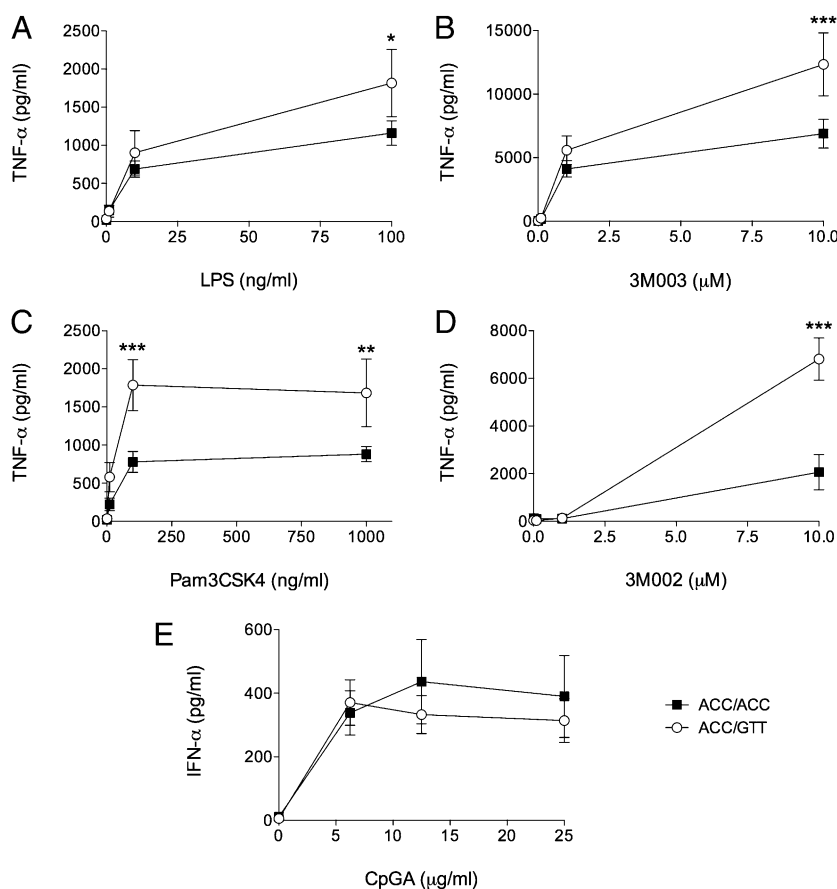 A
2500
2000
1500
1000
500
0
TNF-α (pg/ml)
*
0 25 50 75 100
LPS (ng/ml)
B
15000
10000
5000
0
TNF-α (pg/ml)
***
0.0 2.5 5.0 7.5 10.0
3M003 (μM)
C
2500
2000
1500
1000
500
0
TNF-α (pg/ml)
***
**
0 250 500 750 1000
Pam3CSK4 (ng/ml)
D
8000
6000
4000
2000
0
TNF-α (pg/ml)
***
0.0 2.5 5.0 7.5 10.0
3M002 (μM)
E
600
400
200
0
IFN-α (pg/ml)
0 5 10 15 20 25
CpGA (μg/ml)
ACC/ACC
ACC/GTT